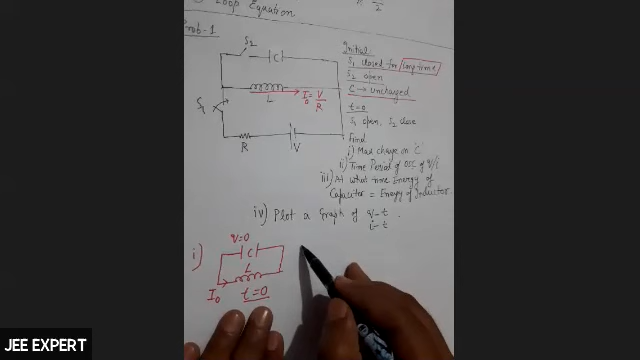 Loop Equation
Prob-1
S2
C
L
I0 = V/R
S1
R
V
Initial
S1 closed for long time
S2 open
C → uncharged
t=0
S1 open, S2 close
Find
i) Max charge on 'C'
ii) Time Period of Osc of q/i
iii) At what time Energy of
Capacitor = Energy of Inductor
iv) Plot a Graph of q-t
i-t
i)
q=0
C
L
I0
t=0
JEE EXPERT